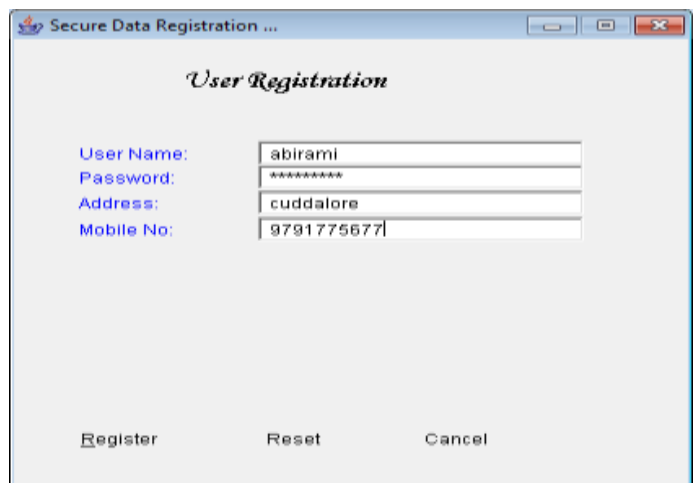 Secure Data Registration ...
User Registration
User Name: abirami
Password: *********
Address: cuddalore
Mobile No: 9791775677
Register Reset Cancel